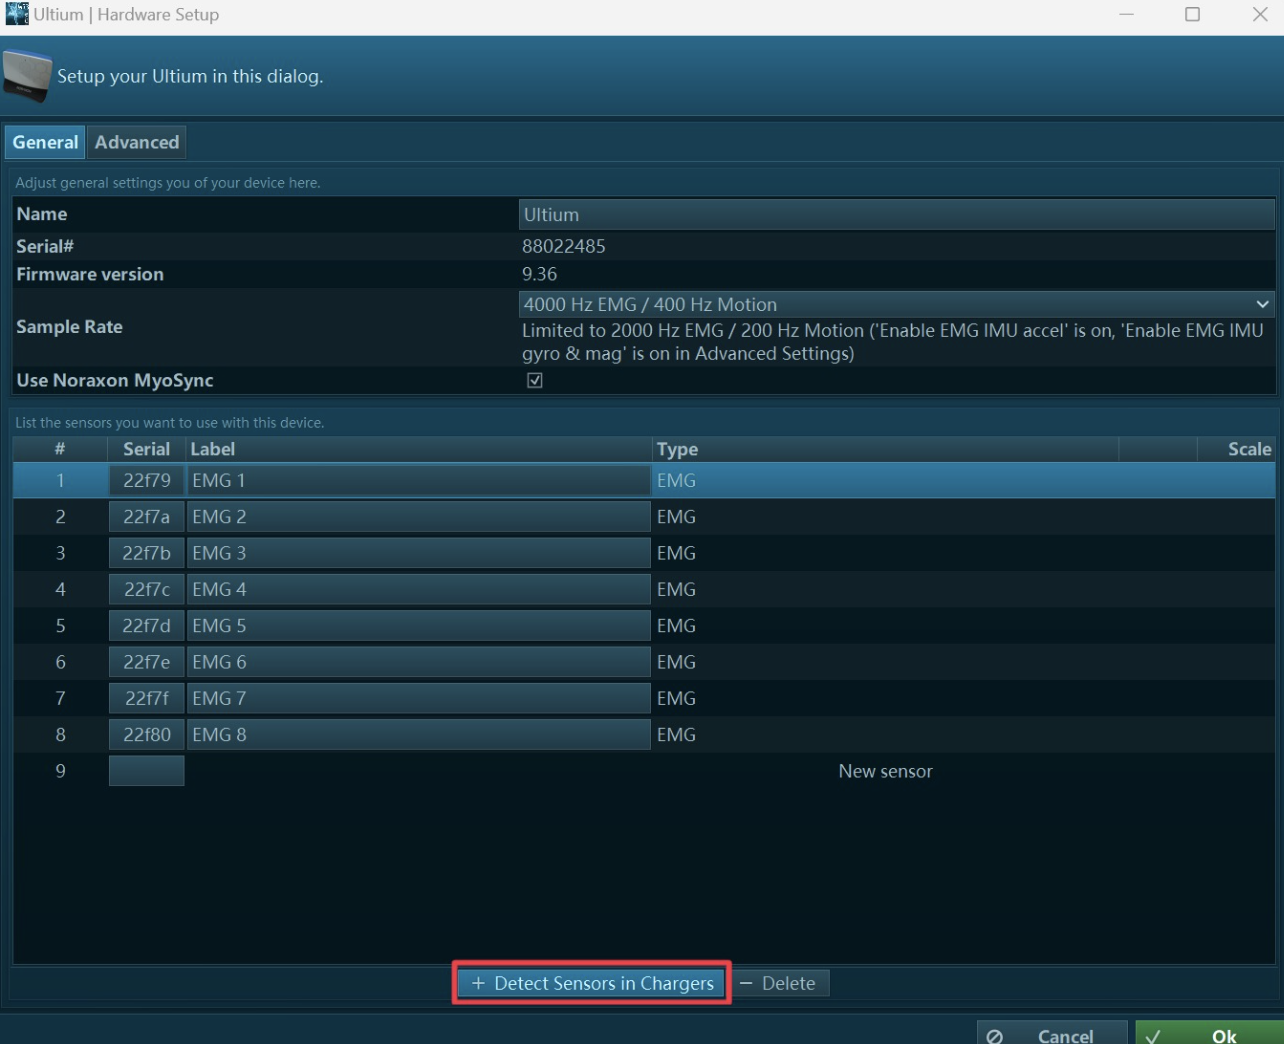 Ultium | Hardware Setup
Setup your Ultium in this dialog.
General Advanced
Adjust general settings you of your device here.
Name Ultium
Serial# 88022485
Firmware version 9.36
Sample Rate 4000 Hz EMG / 400 Hz Motion
Limited to 2000 Hz EMG / 200 Hz Motion ('Enable EMG IMU accel' is on, 'Enable EMG IMU
gyro & mag' is on in Advanced Settings)
Use Noraxon MyoSync
List the sensors you want to use with this device.
# Serial Label Type Scale
1 22f79 EMG 1 EMG
2 22f7a EMG 2 EMG
3 22f7b EMG 3 EMG
4 22f7c EMG 4 EMG
5 22f7d EMG 5 EMG
6 22f7e EMG 6 EMG
7 22f7f EMG 7 EMG
8 22f80 EMG 8 EMG
9 New sensor
+ Detect Sensors in Chargers − Delete
Cancel Ok